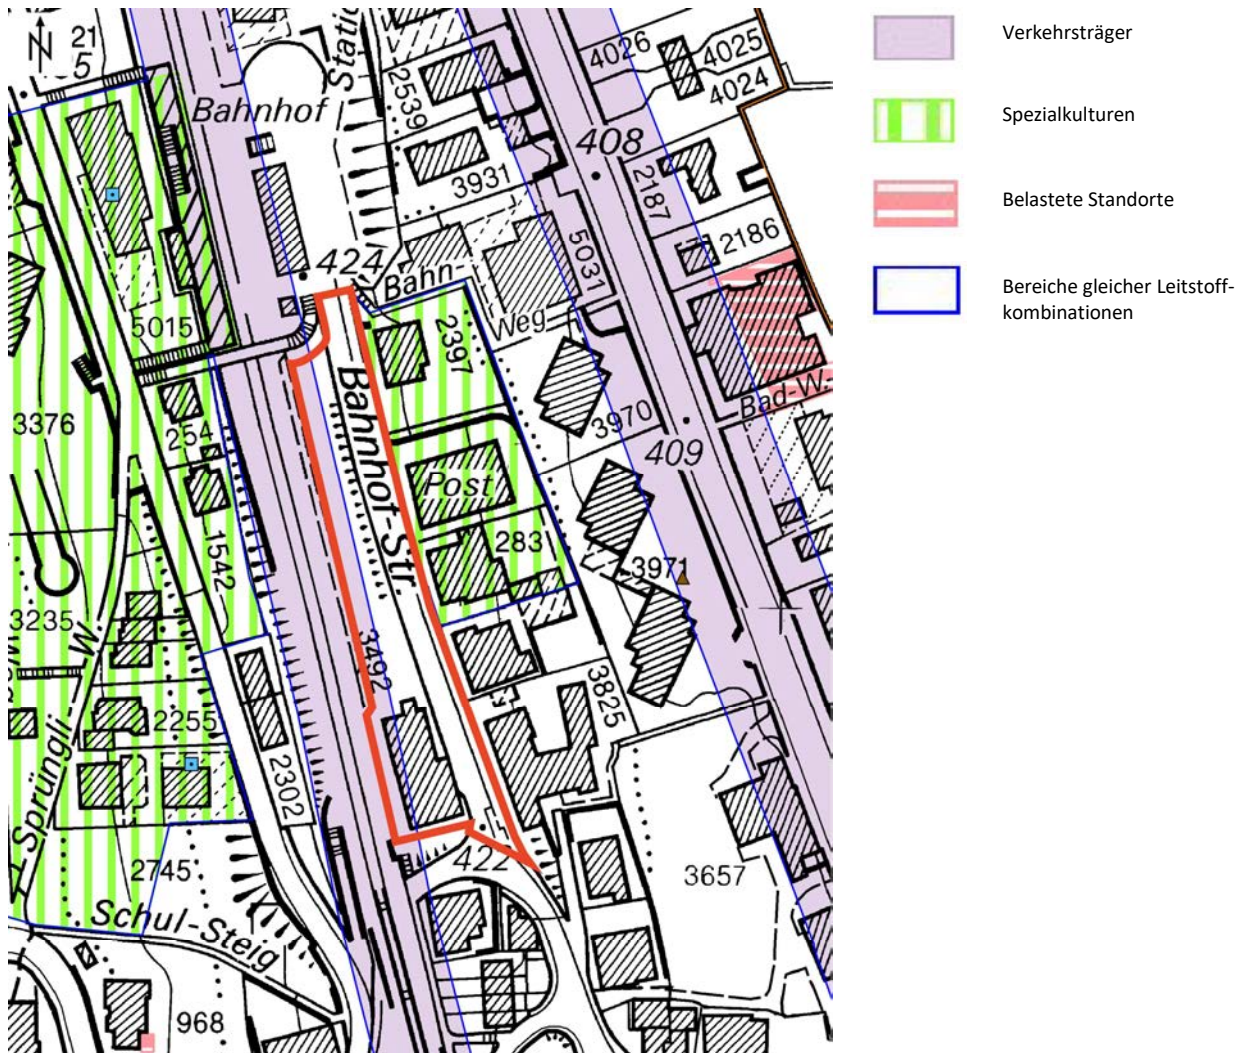 N
21
Bahnhof
2539
4026
4025
4024
408
3931
2187
2186
5031
424
Bahn-
Weg
5015
2397
Bahnhof-Str.
3376
254
3970
409
Bad-W.-
Post
283
1542
3971
3235
3492
3825
2255
2302
Sprüngli-W.
2745
422
3657
Schul-Steig
968
Verkehrsträger
Spezialkulturen
Belastete Standorte
Bereiche gleicher Leitstoff-
kombinationen